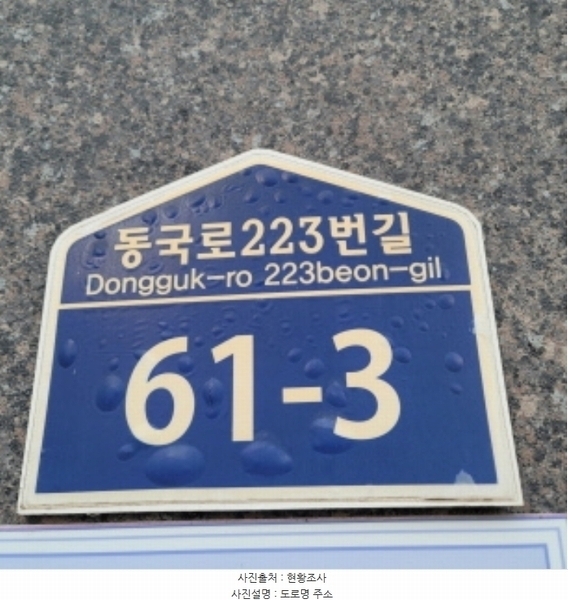 동국로223번길
Dongguk-ro 223beon-gil
61-3
사진출처 : 현황조사
사진설명 : 도로명 주소